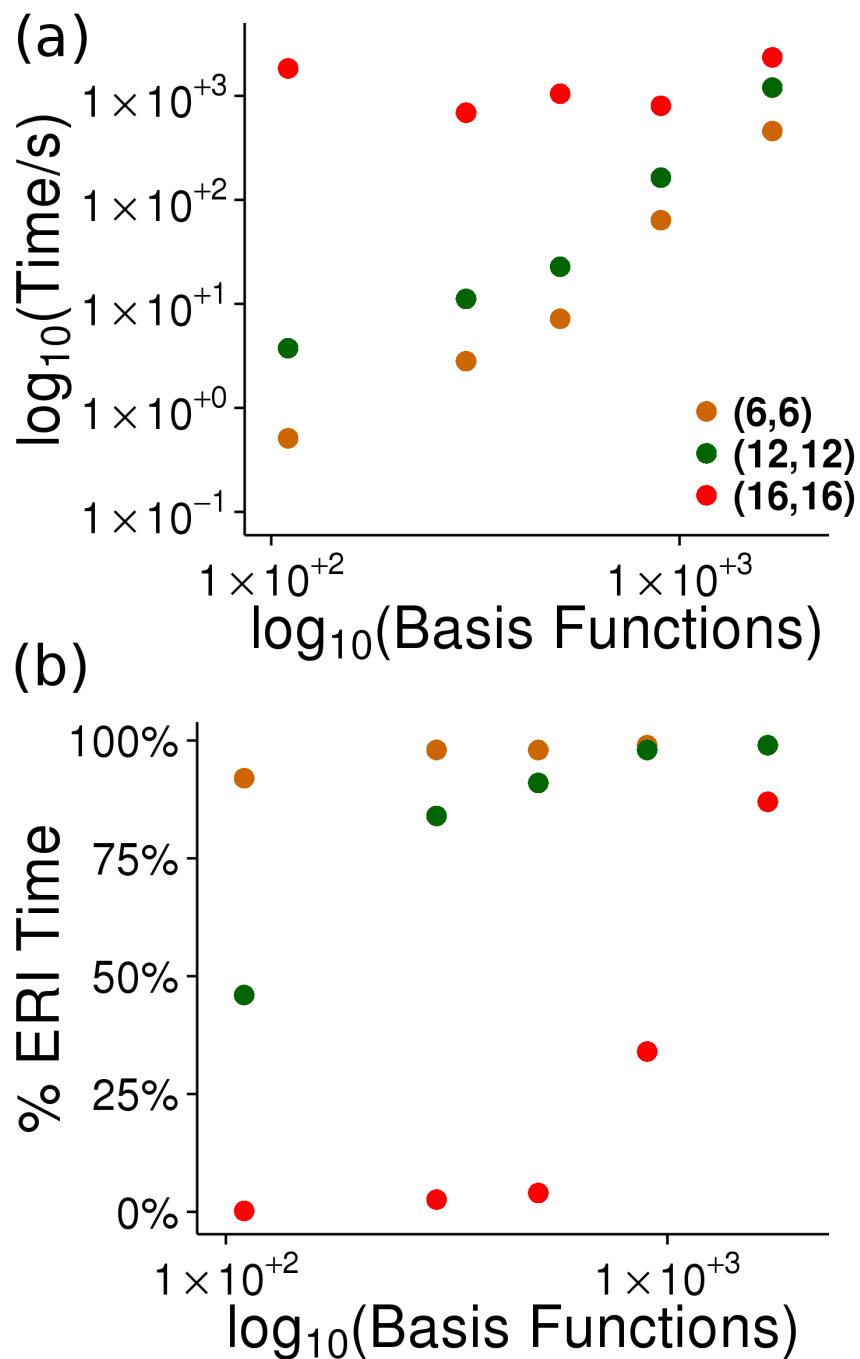 (a)
log₁₀(Time/s)
1×10⁺³
1×10⁺²
1×10⁺¹
1×10⁺⁰
1×10⁻¹
(6,6)
(12,12)
(16,16)
1×10⁺² 1×10⁺³
log₁₀(Basis Functions)
(b)
% ERI Time
100%
75%
50%
25%
0%
1×10⁺² 1×10⁺³
log₁₀(Basis Functions)